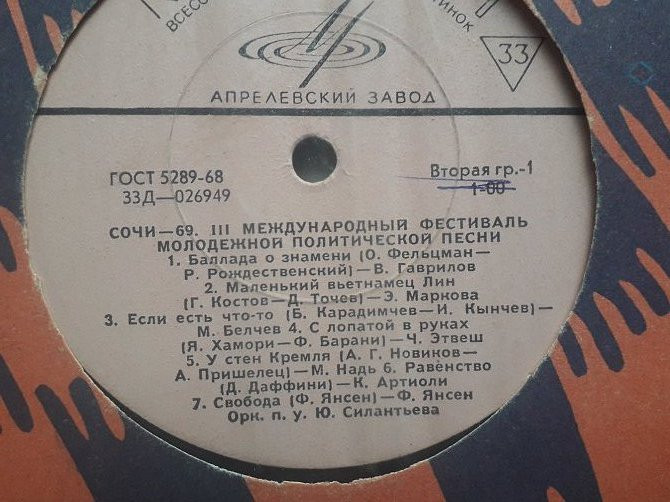 ВСЕСО
ТИНОК
33
АПРЕЛЕВСКИЙ ЗАВОД
ГОСТ 5289-68
33Д—026949
Вторая гр.-1
1-00
СОЧИ—69. III МЕЖДУНАРОДНЫЙ ФЕСТИВАЛЬ
МОЛОДЕЖНОЙ ПОЛИТИЧЕСКОЙ ПЕСНИ
1. Баллада о знамени (О. Фельцман—
Р. Рождественский)—В. Гаврилов
2. Маленький вьетнамец Лин
(Г. Костов—Д. Точев)—Э. Маркова
3. Если есть что-то (Б. Карадимчев—И. Кынчев)—
М. Белчев 4. С лопатой в руках
(Я. Хамори—Ф. Барани)—Ч. Этвеш
5. У стен Кремля (А. Г. Новиков—
А. Пришелец)—М. Надь 6. Равенство
(Д. Даффини)—К. Артиоли
7. Свобода (Ф. Янсен)—Ф. Янсен
Орк. п. у. Ю. Силантьева